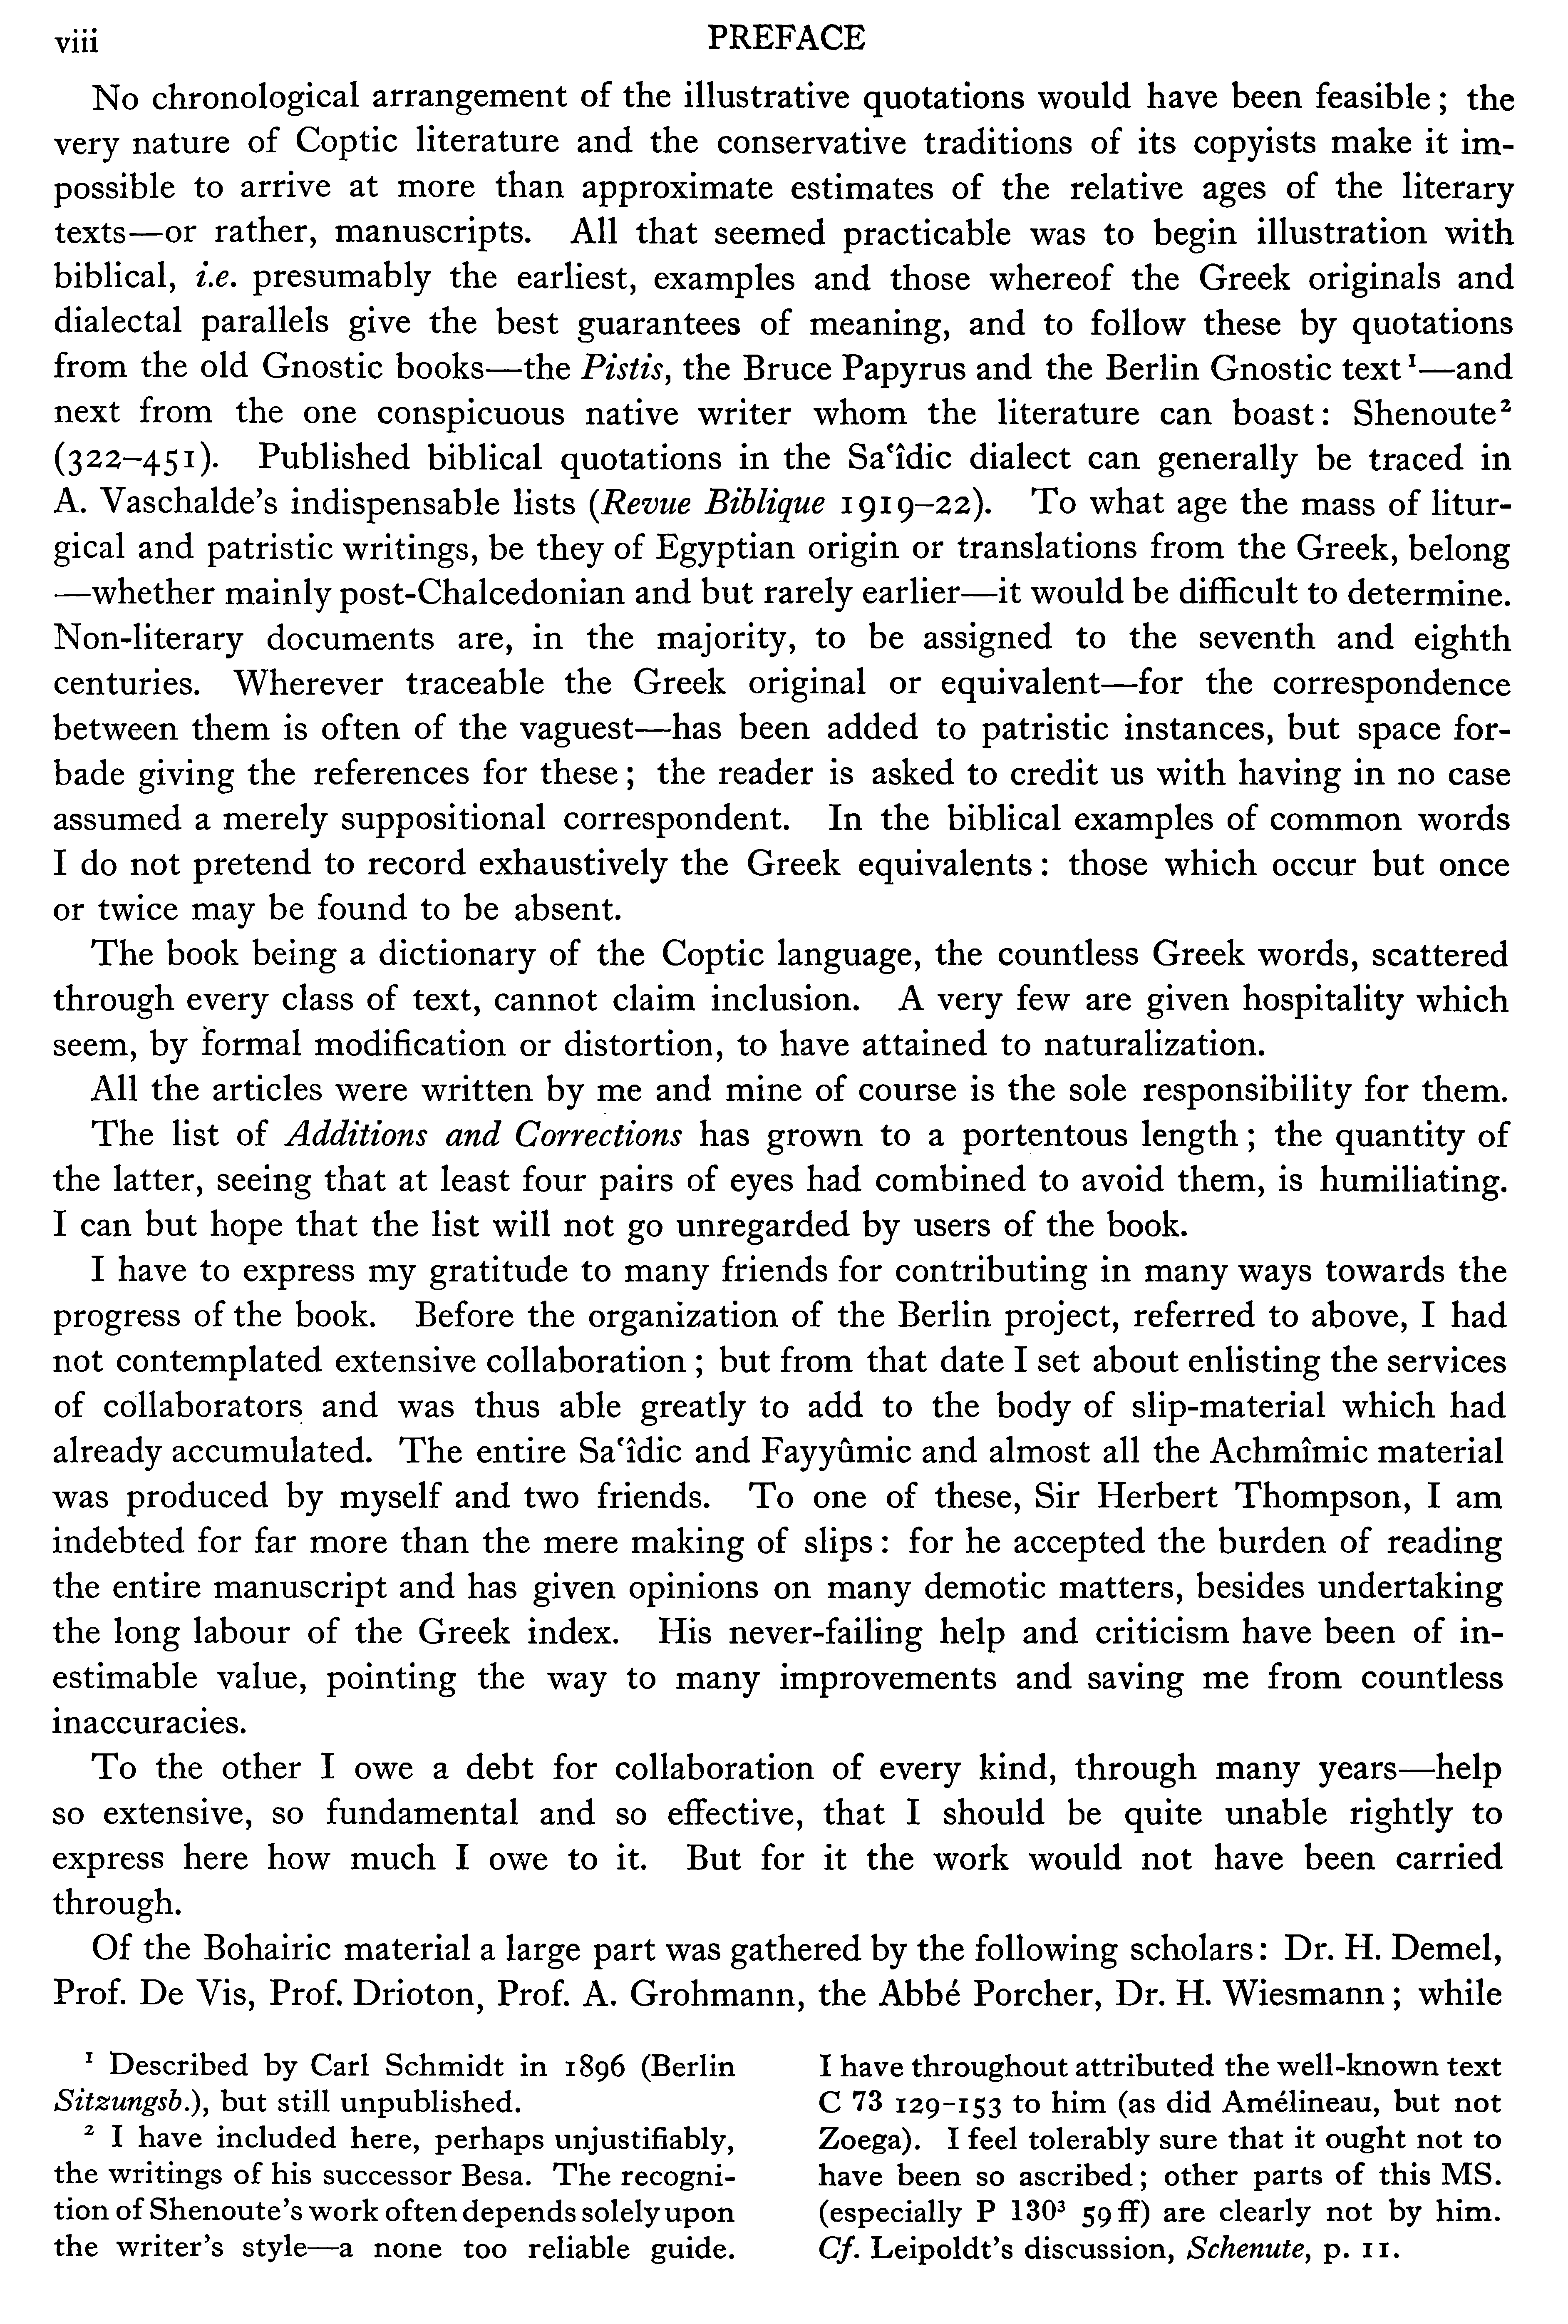 viii
PREFACE
No chronological arrangement of the illustrative quotations would have been feasible; the
very nature of Coptic literature and the conservative traditions of its copyists make it im-
possible to arrive at more than approximate estimates of the relative ages of the literary
texts—or rather, manuscripts. All that seemed practicable was to begin illustration with
biblical, i.e. presumably the earliest, examples and those whereof the Greek originals and
dialectal parallels give the best guarantees of meaning, and to follow these by quotations
from the old Gnostic books—the Pistis, the Bruce Papyrus and the Berlin Gnostic text ¹—and
next from the one conspicuous native writer whom the literature can boast: Shenoute ²
(322–451). Published biblical quotations in the Saʿîdic dialect can generally be traced in
A. Vaschalde's indispensable lists (Revue Biblique 1919–22). To what age the mass of litur-
gical and patristic writings, be they of Egyptian origin or translations from the Greek, belong
—whether mainly post-Chalcedonian and but rarely earlier—it would be difficult to determine.
Non-literary documents are, in the majority, to be assigned to the seventh and eighth
centuries. Wherever traceable the Greek original or equivalent—for the correspondence
between them is often of the vaguest—has been added to patristic instances, but space for-
bade giving the references for these; the reader is asked to credit us with having in no case
assumed a merely suppositional correspondent. In the biblical examples of common words
I do not pretend to record exhaustively the Greek equivalents: those which occur but once
or twice may be found to be absent.
The book being a dictionary of the Coptic language, the countless Greek words, scattered
through every class of text, cannot claim inclusion. A very few are given hospitality which
seem, by formal modification or distortion, to have attained to naturalization.
All the articles were written by me and mine of course is the sole responsibility for them.
The list of Additions and Corrections has grown to a portentous length; the quantity of
the latter, seeing that at least four pairs of eyes had combined to avoid them, is humiliating.
I can but hope that the list will not go unregarded by users of the book.
I have to express my gratitude to many friends for contributing in many ways towards the
progress of the book. Before the organization of the Berlin project, referred to above, I had
not contemplated extensive collaboration; but from that date I set about enlisting the services
of collaborators and was thus able greatly to add to the body of slip-material which had
already accumulated. The entire Saʿîdic and Fayyûmic and almost all the Achmîmic material
was produced by myself and two friends. To one of these, Sir Herbert Thompson, I am
indebted for far more than the mere making of slips: for he accepted the burden of reading
the entire manuscript and has given opinions on many demotic matters, besides undertaking
the long labour of the Greek index. His never-failing help and criticism have been of in-
estimable value, pointing the way to many improvements and saving me from countless
inaccuracies.
To the other I owe a debt for collaboration of every kind, through many years—help
so extensive, so fundamental and so effective, that I should be quite unable rightly to
express here how much I owe to it. But for it the work would not have been carried
through.
Of the Bohairic material a large part was gathered by the following scholars: Dr. H. Demel,
Prof. De Vis, Prof. Drioton, Prof. A. Grohmann, the Abbé Porcher, Dr. H. Wiesmann; while
¹ Described by Carl Schmidt in 1896 (Berlin
Sitzungsb.), but still unpublished.
² I have included here, perhaps unjustifiably,
the writings of his successor Besa. The recogni-
tion of Shenoute's work often depends solely upon
the writer's style—a none too reliable guide.
I have throughout attributed the well-known text
C 73 129–153 to him (as did Amélineau, but not
Zoega). I feel tolerably sure that it ought not to
have been so ascribed; other parts of this MS.
(especially P 130³ 59 ff) are clearly not by him.
Cf. Leipoldt's discussion, Schenute, p. 11.